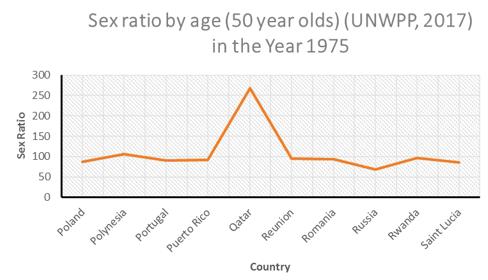 Sex ratio by age (50 year olds) (UNWPP, 2017)
in the Year 1975
300
250
200
150
100
50
0
Sex Ratio
Poland
Polynesia
Portugal
Puerto Rico
Qatar
Reunion
Romania
Russia
Rwanda
Saint Lucia
Country